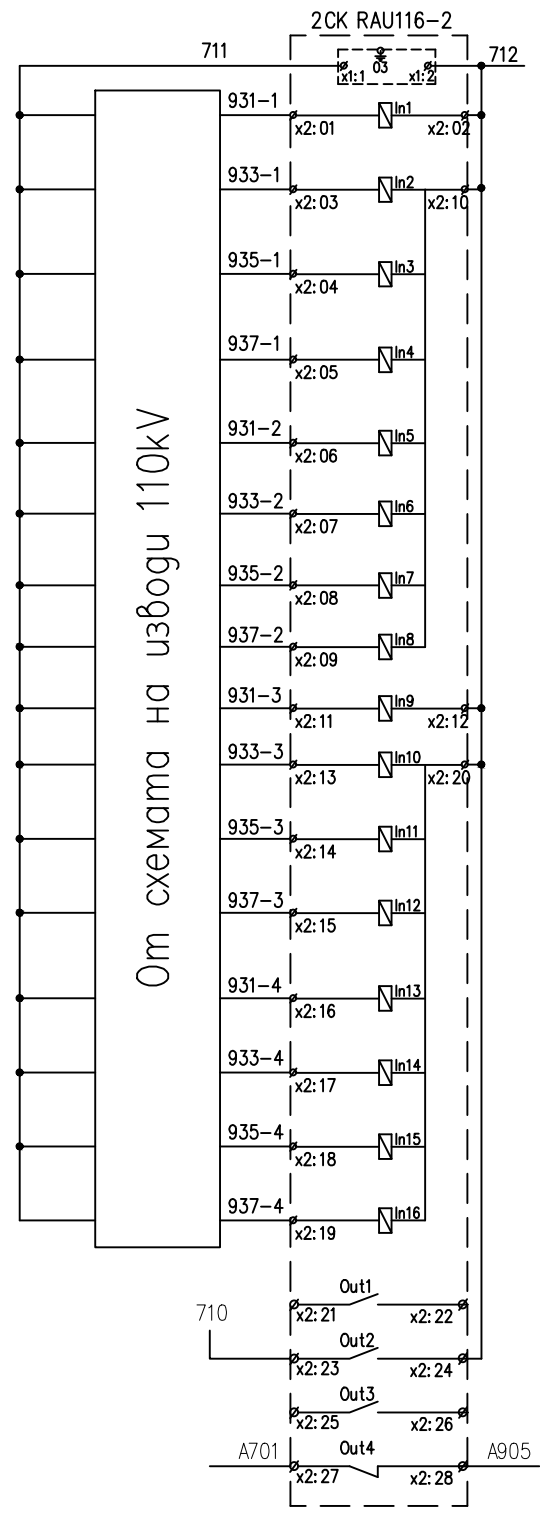 2CK RAU116-2
711
712
x1:1
03
x1:2
931-1
In1
x2:01
x2:02
933-1
In2
x2:03
x2:10
935-1
In3
x2:04
937-1
In4
x2:05
931-2
In5
x2:06
933-2
In6
x2:07
935-2
In7
x2:08
937-2
In8
x2:09
931-3
In9
x2:11
x2:12
933-3
In10
x2:13
x2:20
935-3
In11
x2:14
937-3
In12
x2:15
931-4
In13
x2:16
933-4
In14
x2:17
935-4
In15
x2:18
937-4
In16
x2:19
От схемата на изводи 110kV
Out1
x2:21
x2:22
710
Out2
x2:23
x2:24
Out3
x2:25
x2:26
A701
Out4
A905
x2:27
x2:28